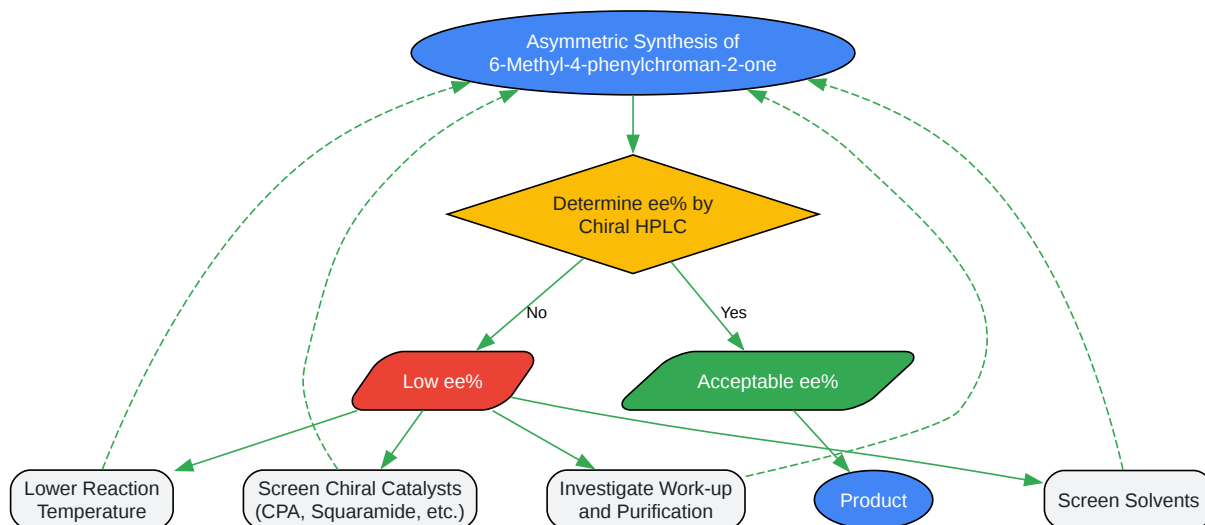 Asymmetric Synthesis of
6-Methyl-4-phenylchroman-2-one
Determine ee% by
Chiral HPLC
No
Yes
Low ee%
Acceptable ee%
Lower Reaction
Temperature
Screen Chiral Catalysts
(CPA, Squaramide, etc.)
Investigate Work-up
and Purification
Product
Screen Solvents